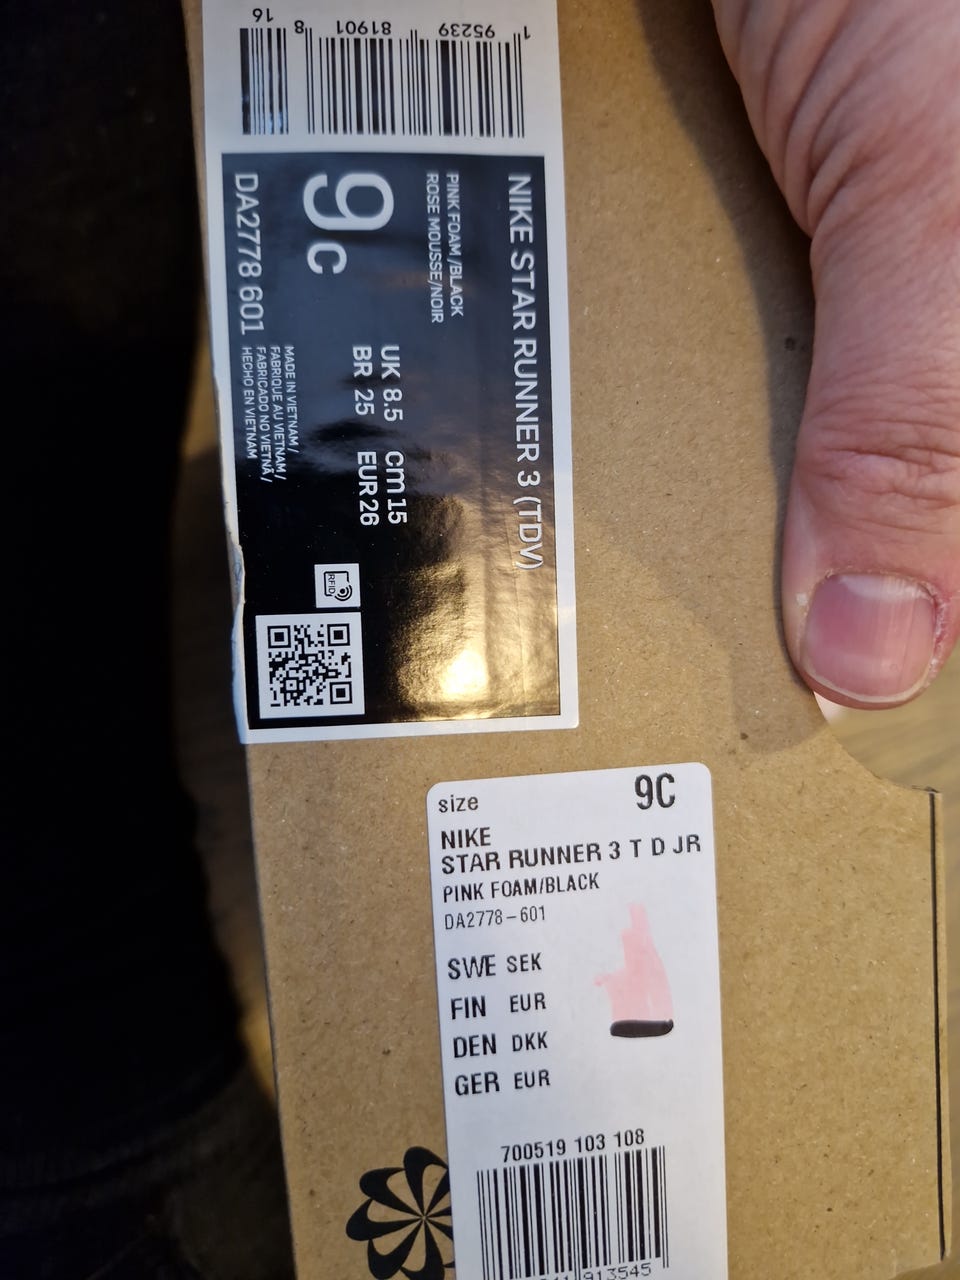 1 95239 81901 8 16
NIKE STAR RUNNER 3 (TDV)
PINK FOAM/BLACK
ROSE MOUSSE/NOIR
9 C
UK 8.5 cm 15
BR 25 EUR 26
DA2778 601
MADE IN VIETNAM/
FABRIQUE AU VIETNAM/
FABRICADO NO VIETNÃ/
HECHO EN VIETNAM
RFID
size 9C
NIKE
STAR RUNNER 3 T D JR
PINK FOAM/BLACK
DA2778-601
SWE SEK
FIN EUR
DEN DKK
GER EUR
700519 103 108
913545